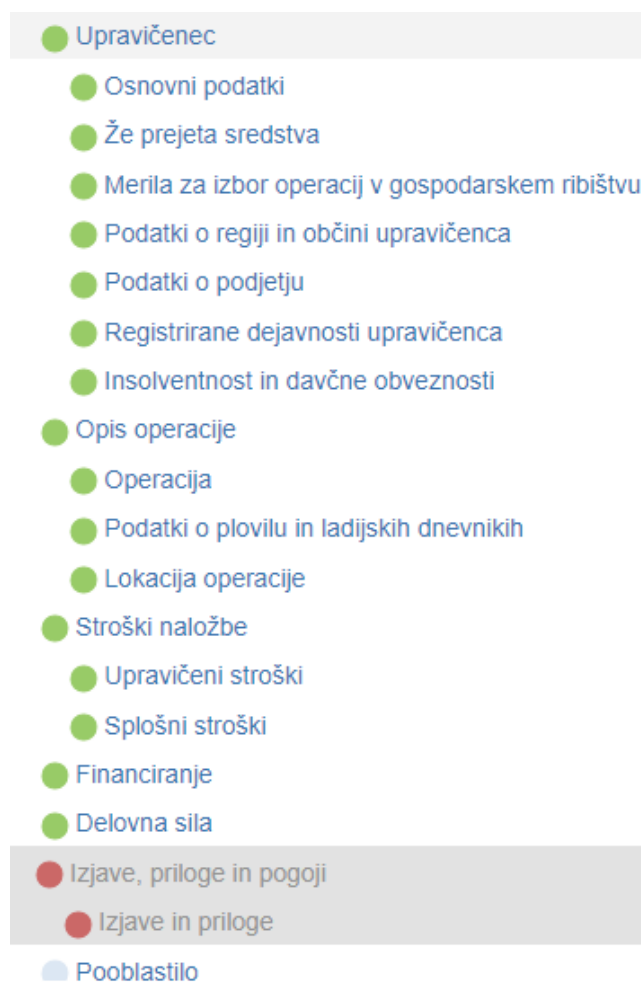 Upravičenec
Osnovni podatki
Že prejeta sredstva
Merila za izbor operacij v gospodarskem ribištvu
Podatki o regiji in občini upravičenca
Podatki o podjetju
Registrirane dejavnosti upravičenca
Insolventnost in davčne obveznosti
Opis operacije
Operacija
Podatki o plovilu in ladijskih dnevnikih
Lokacija operacije
Stroški naložbe
Upravičeni stroški
Splošni stroški
Financiranje
Delovna sila
Izjave, priloge in pogoji
Izjave in priloge
Pooblastilo